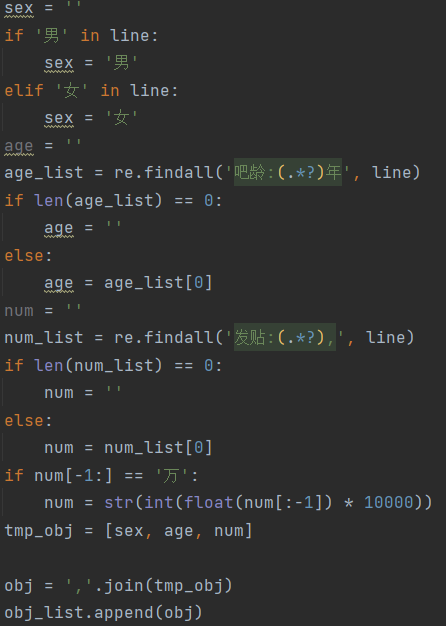 sex = ''
if '男' in line:
    sex = '男'
elif '女' in line:
    sex = '女'
age = ''
age_list = re.findall('吧龄:(.*?)年', line)
if len(age_list) == 0:
    age = ''
else:
    age = age_list[0]
num = ''
num_list = re.findall('发贴:(.*?),', line)
if len(num_list) == 0:
    num = ''
else:
    num = num_list[0]
if num[-1:] == '万':
    num = str(int(float(num[:-1]) * 10000))
tmp_obj = [sex, age, num]
obj = ','.join(tmp_obj)
obj_list.append(obj)